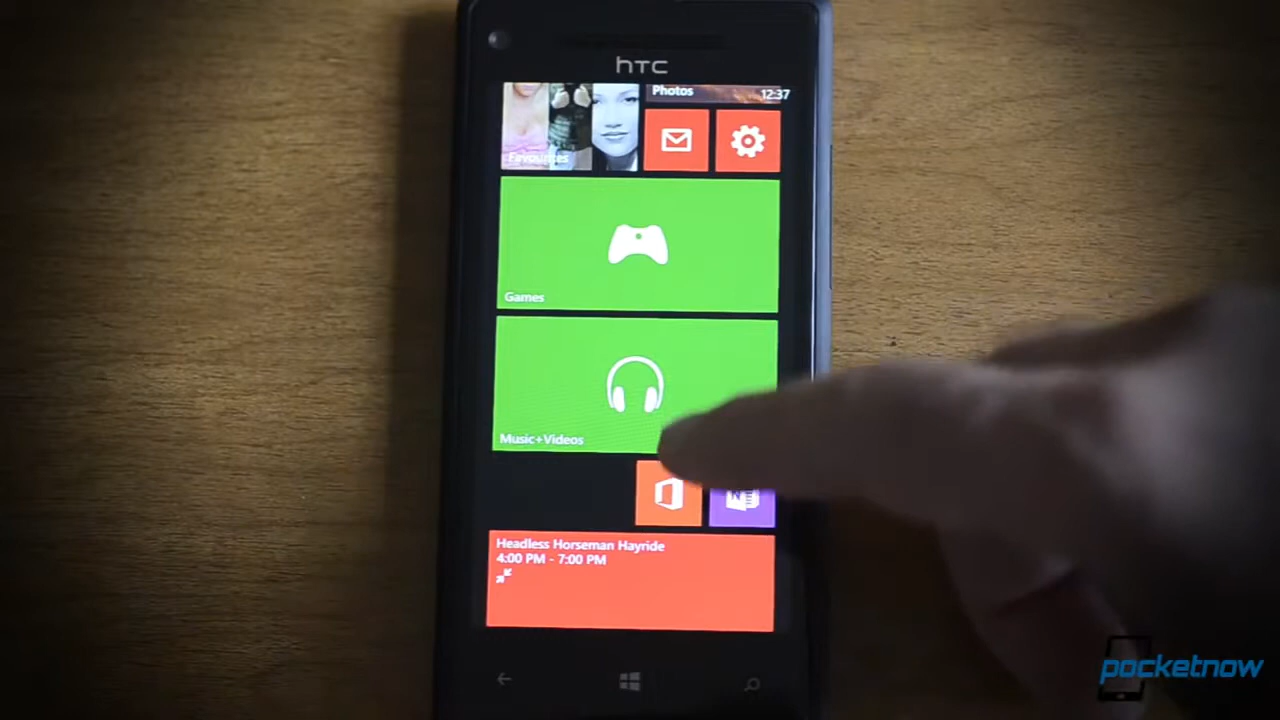 hTC
Photos
12:37
Favourites
Games
Music+Videos
N
Headless Horseman Hayride
4:00 PM - 7:00 PM
pocketnow